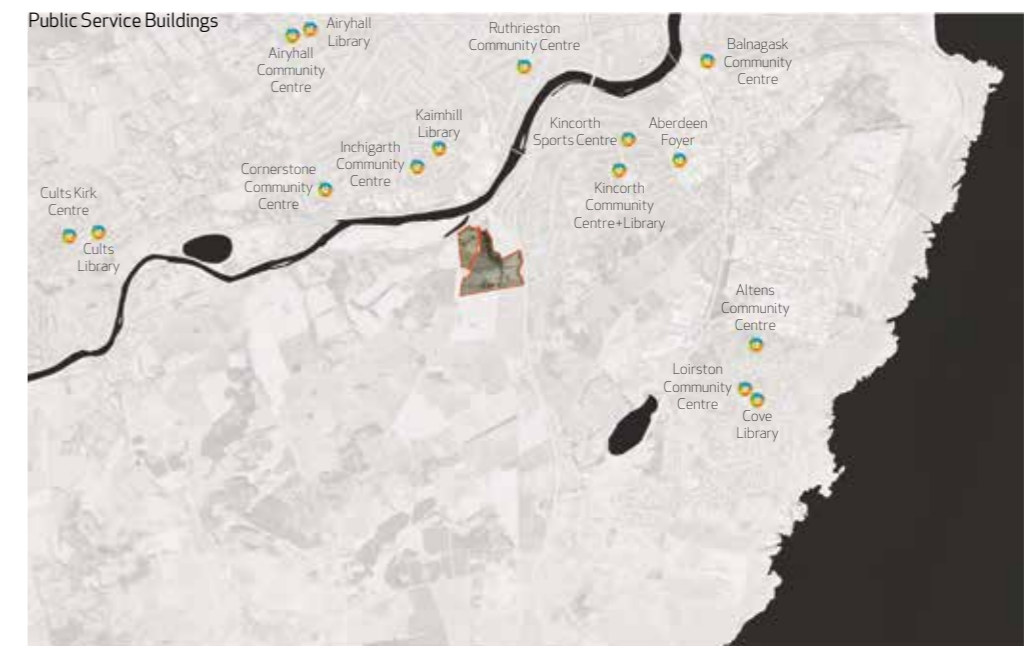 Public Service Buildings
Airyhall
Library
Airyhall
Community
Centre
Ruthrieston
Community Centre
Balnagask
Community
Centre
Kaimhill
Library
Inchigarth
Community
Centre
Cornerstone
Community
Centre
Kincorth
Sports Centre
Aberdeen
Foyer
Kincorth
Community
Centre+Library
Cults Kirk
Centre
Cults
Library
Altens
Community
Centre
Loirston
Community
Centre
Cove
Library